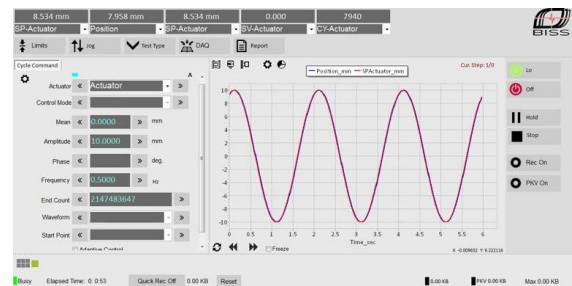 8.534 mm 7.958 mm 8.534 mm 0.000 7940
SP-Actuator Position SP-Actuator SV-Actuator CY-Actuator
BISS
Limits Jog Test Type DAQ Report
Cycle Command
A
Actuator Actuator
Control Mode
Mean 0.0000 mm
Amplitude 10.0000 mm
Phase deg.
Frequency 0.5000 Hz
End Count 2147483647
Waveform
Start Point
Adaptive Control
Position_mm SPActuator_mm
Cur. Step: 1/0
10
8
6
4
2
0
-2
-4
-6
-8
-10
0 0.5 1 1.5 2 2.5 3 3.5 4 4.5 5 5.5 6
Time_sec
Freeze
X: -0.009632 Y: 6.222116
Lo
Off
Hold
Stop
Rec On
PKV On
Busy Elapsed Time: 0: 0:53 Quick Rec Off 0.00 KB Reset 0.00 KB PKV 0.00 KB Max 0.00 KB